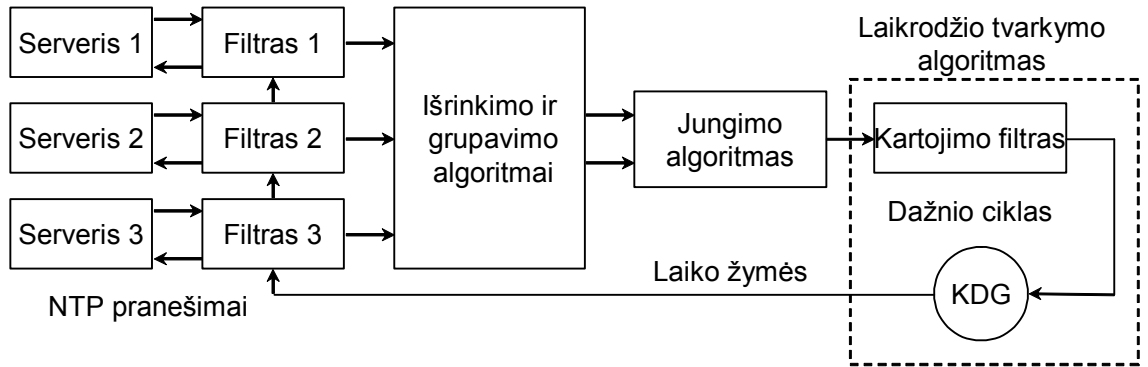 Serveris 1
Filtras 1
Serveris 2
Filtras 2
Serveris 3
Filtras 3
NTP pranešimai
Išrinkimo ir
grupavimo
algoritmai
Jungimo
algoritmas
Laikrodžio tvarkymo
algoritmas
Kartojimo filtras
Dažnio ciklas
KDG
Laiko žymės